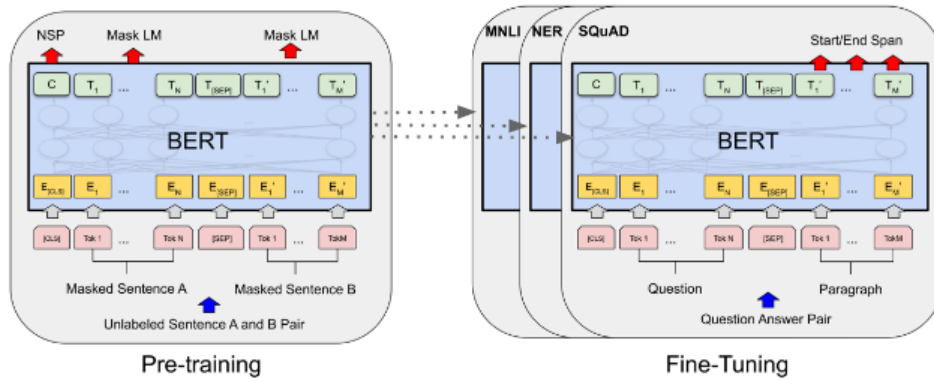 NSP Mask LM Mask LM
C T1 ... TN T[SEP] T1' ... TM'
BERT
E[CLS] E1 ... EN E[SEP] E1' ... EM'
[CLS] Tok 1 ... Tok N [SEP] Tok 1 ... TokM
Masked Sentence A Masked Sentence B
Unlabeled Sentence A and B Pair
Pre-training
MNLI NER SQuAD
Start/End Span
C T1 ... TN T[SEP] T1' ... TM'
BERT
E[CLS] E1 ... EN E[SEP] E1' ... EM'
[CLS] Tok 1 ... Tok N [SEP] Tok 1 ... TokM
Question Paragraph
Question Answer Pair
Fine-Tuning